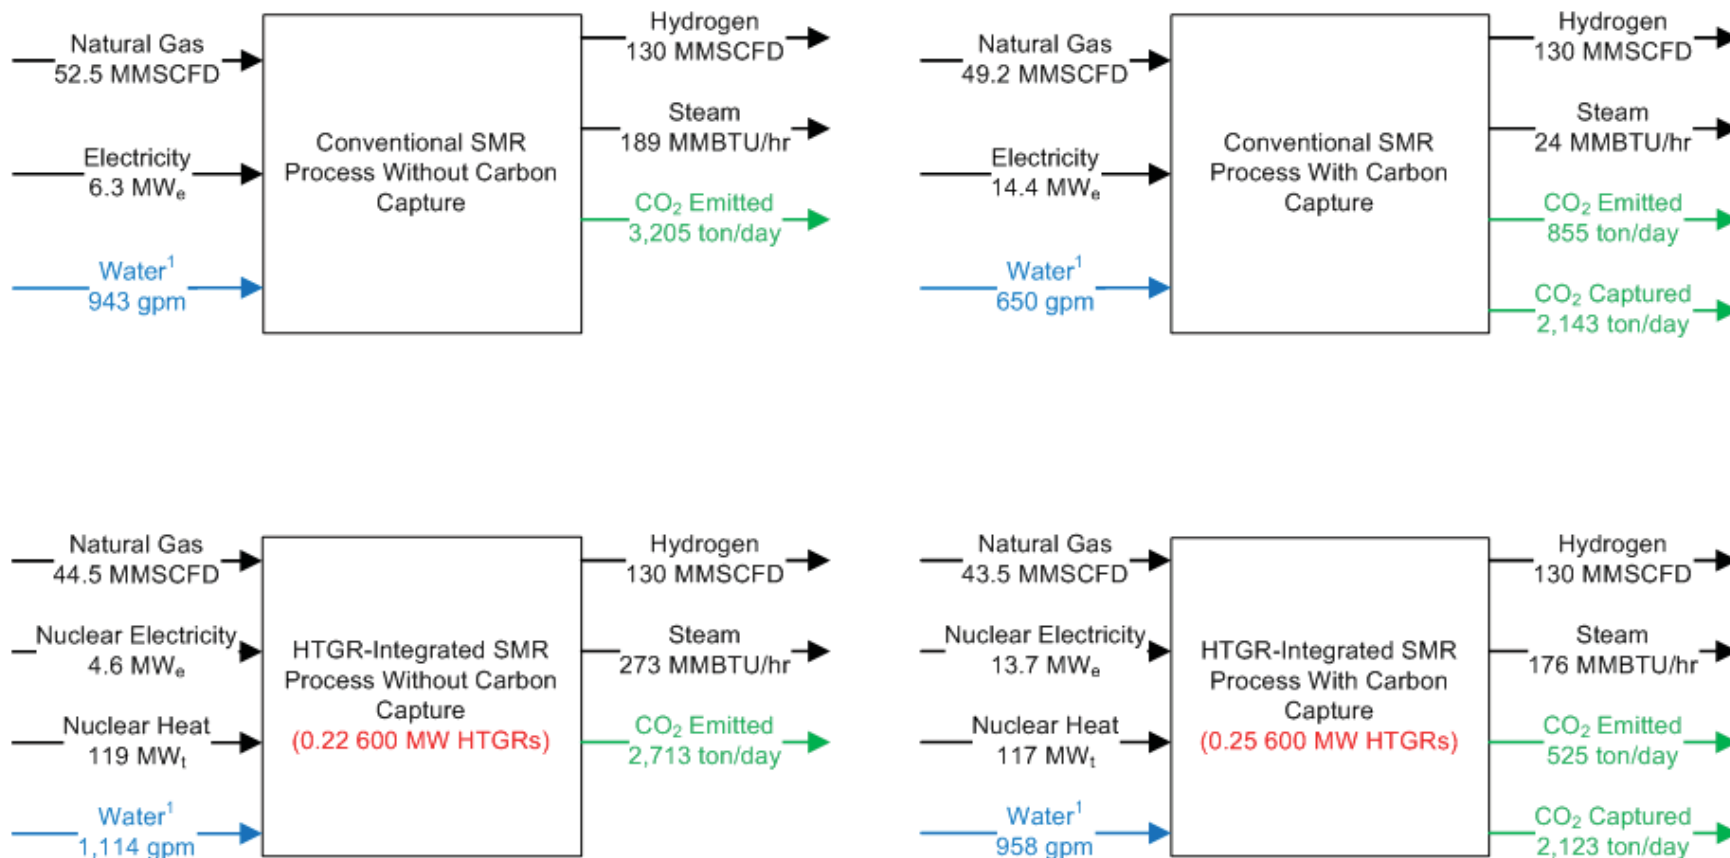 Natural Gas
52.5 MMSCFD
Electricity
6.3 MWe
Water1
943 gpm
Conventional SMR
Process Without Carbon
Capture
Hydrogen
130 MMSCFD
Steam
189 MMBTU/hr
CO2 Emitted
3,205 ton/day
Natural Gas
49.2 MMSCFD
Electricity
14.4 MWe
Water1
650 gpm
Conventional SMR
Process With Carbon
Capture
Hydrogen
130 MMSCFD
Steam
24 MMBTU/hr
CO2 Emitted
855 ton/day
CO2 Captured
2,143 ton/day
Natural Gas
44.5 MMSCFD
Nuclear Electricity
4.6 MWe
Nuclear Heat
119 MWt
Water1
1,114 gpm
HTGR-Integrated SMR
Process Without Carbon
Capture
(0.22 600 MW HTGRs)
Hydrogen
130 MMSCFD
Steam
273 MMBTU/hr
CO2 Emitted
2,713 ton/day
Natural Gas
43.5 MMSCFD
Nuclear Electricity
13.7 MWe
Nuclear Heat
117 MWt
Water1
958 gpm
HTGR-Integrated SMR
Process With Carbon
Capture
(0.25 600 MW HTGRs)
Hydrogen
130 MMSCFD
Steam
176 MMBTU/hr
CO2 Emitted
525 ton/day
CO2 Captured
2,123 ton/day